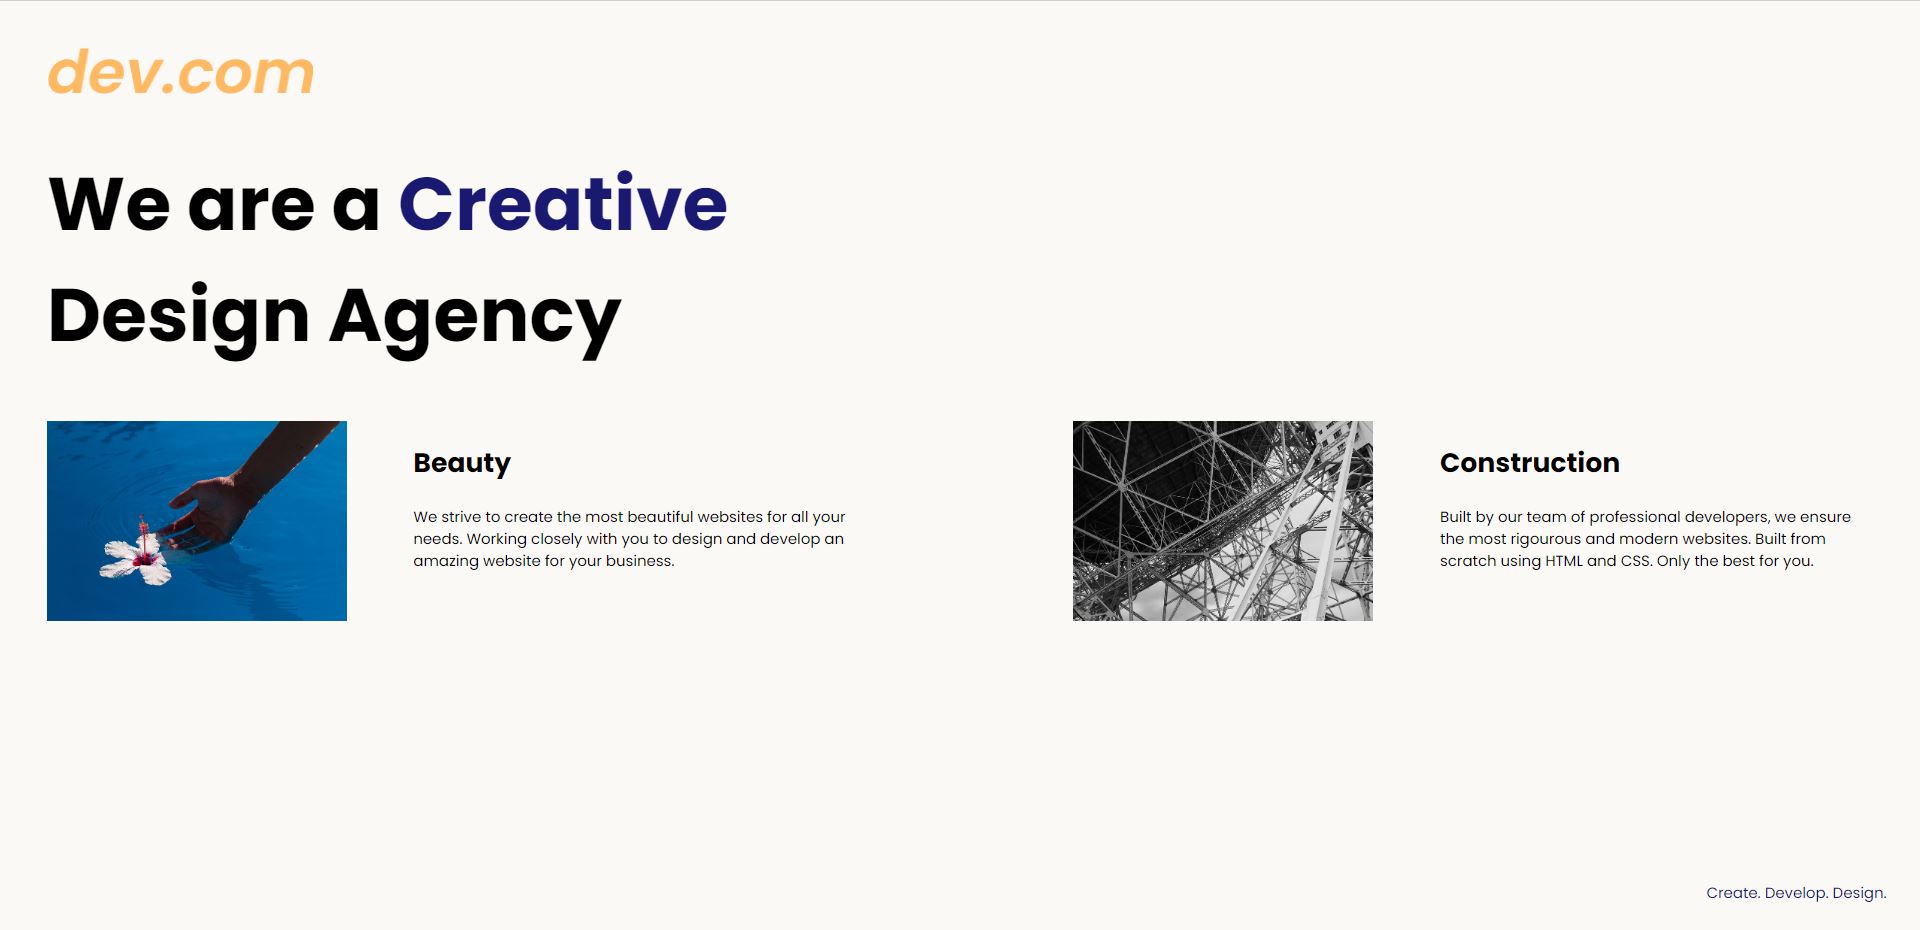 dev.com
We are a Creative
Design Agency
Beauty
We strive to create the most beautiful websites for all your
needs. Working closely with you to design and develop an
amazing website for your business.
Construction
Built by our team of professional developers, we ensure
the most rigourous and modern websites. Built from
scratch using HTML and CSS. Only the best for you.
Create. Develop. Design.